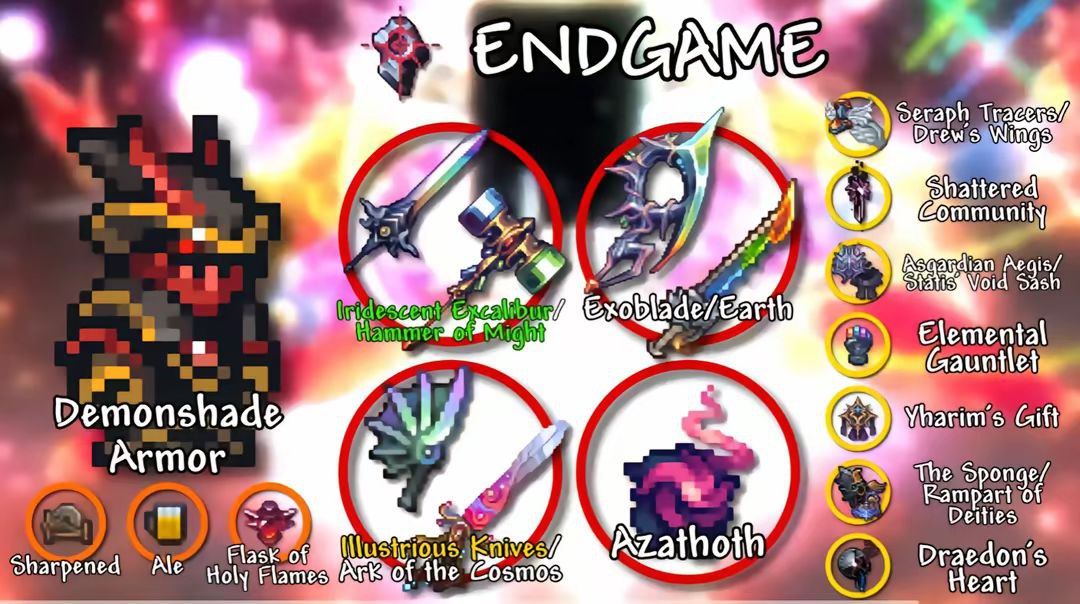 ENDGAME
Demonshade
Armor
Sharpened
Ale
Flask of
Holy Flames
Iridescent Excalibur/
Hammer of Might
Exoblade/Earth
Illustrious Knives/
Ark of the Cosmos
Azathoth
Seraph Tracers/
Drew's Wings
Shattered
Community
Asgardian Aegis/
Statis' Void Sash
Elemental
Gauntlet
Yharim's Gift
The Sponge/
Rampart of
Deities
Draedon's
Heart